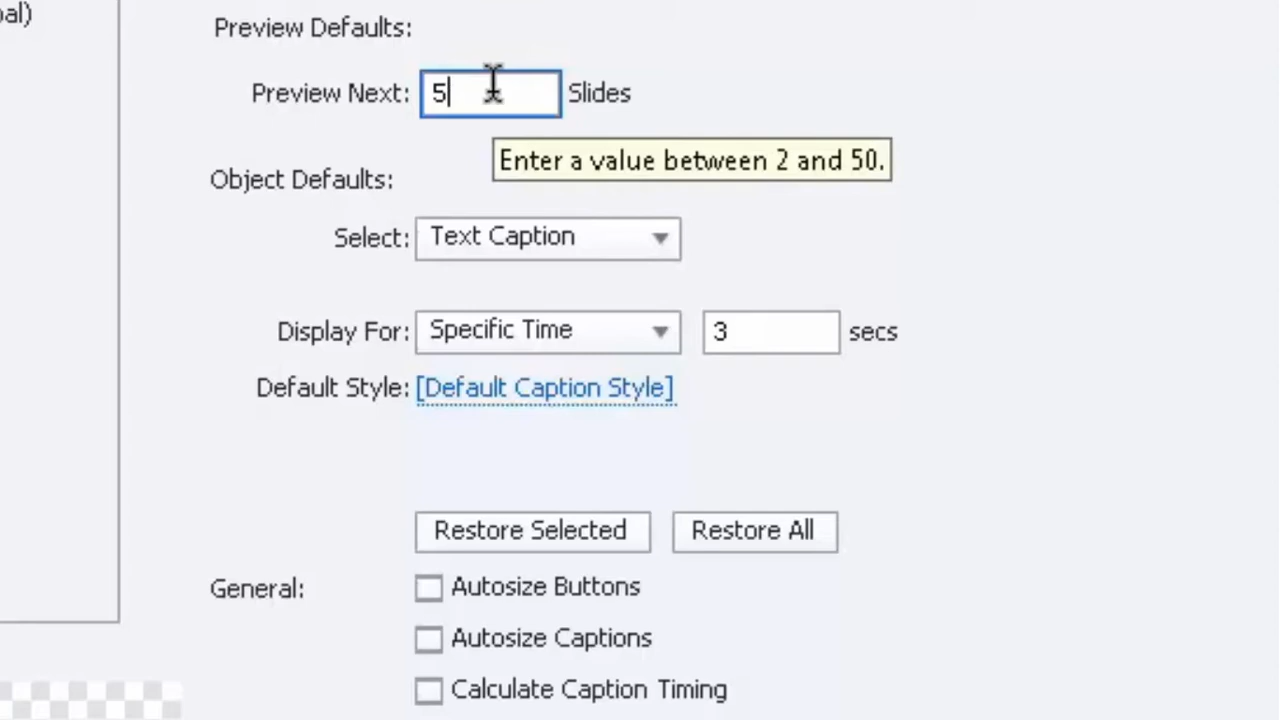 bal)
Preview Defaults:
Preview Next: 5 Slides
Enter a value between 2 and 50.
Object Defaults:
Select: Text Caption
Display For: Specific Time 3 secs
Default Style: [Default Caption Style]
Restore Selected Restore All
General: Autosize Buttons
Autosize Captions
Calculate Caption Timing